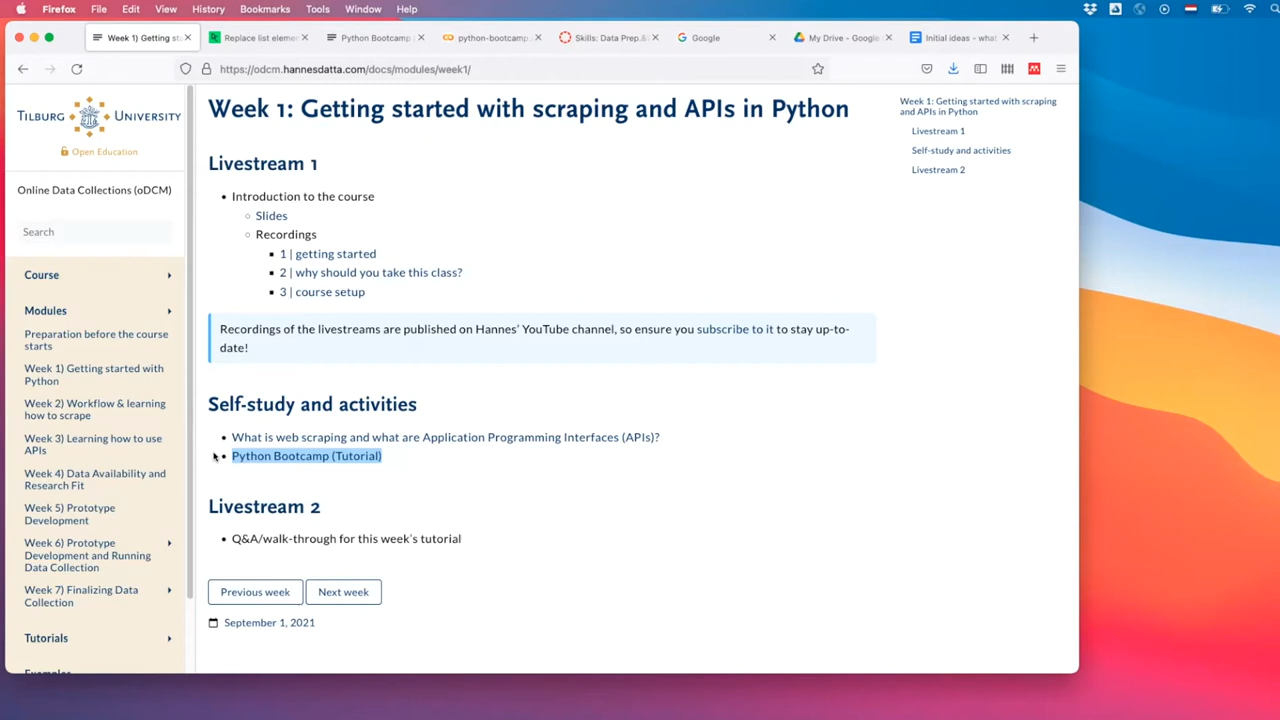 Firefox File Edit View History Bookmarks Tools Window Help
Week 1) Getting sta
Replace list eleme
Python Bootcamp |
python-bootcamp.
Skills: Data Prep.&
Google
My Drive - Google
Initial ideas - what
https://odcm.hannesdatta.com/docs/modules/week1/
TILBURG UNIVERSITY
Open Education
Online Data Collections (oDCM)
Search
Course
Modules
Preparation before the course
starts
Week 1) Getting started with
Python
Week 2) Workflow & learning
how to scrape
Week 3) Learning how to use
APIs
Week 4) Data Availability and
Research Fit
Week 5) Prototype
Development
Week 6) Prototype
Development and Running
Data Collection
Week 7) Finalizing Data
Collection
Tutorials
Examples
Week 1: Getting started with scraping and APIs in Python
Livestream 1
Introduction to the course
Slides
Recordings
1 | getting started
2 | why should you take this class?
3 | course setup
Recordings of the livestreams are published on Hannes' YouTube channel, so ensure you subscribe to it to stay up-to-
date!
Self-study and activities
What is web scraping and what are Application Programming Interfaces (APIs)?
Python Bootcamp (Tutorial)
Livestream 2
Q&A/walk-through for this week's tutorial
Previous week Next week
September 1, 2021
Week 1: Getting started with scraping
and APIs in Python
Livestream 1
Self-study and activities
Livestream 2